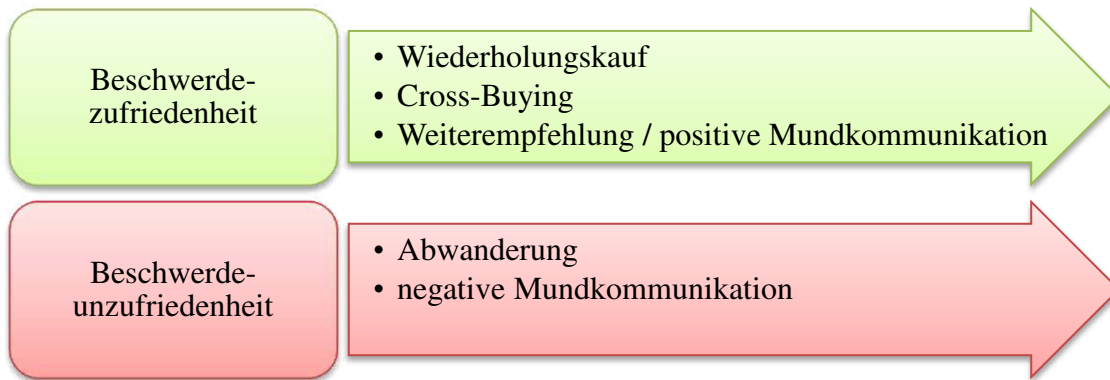 Beschwerde-
zufriedenheit
• Wiederholungskauf
• Cross-Buying
• Weiterempfehlung / positive Mundkommunikation
Beschwerde-
unzufriedenheit
• Abwanderung
• negative Mundkommunikation